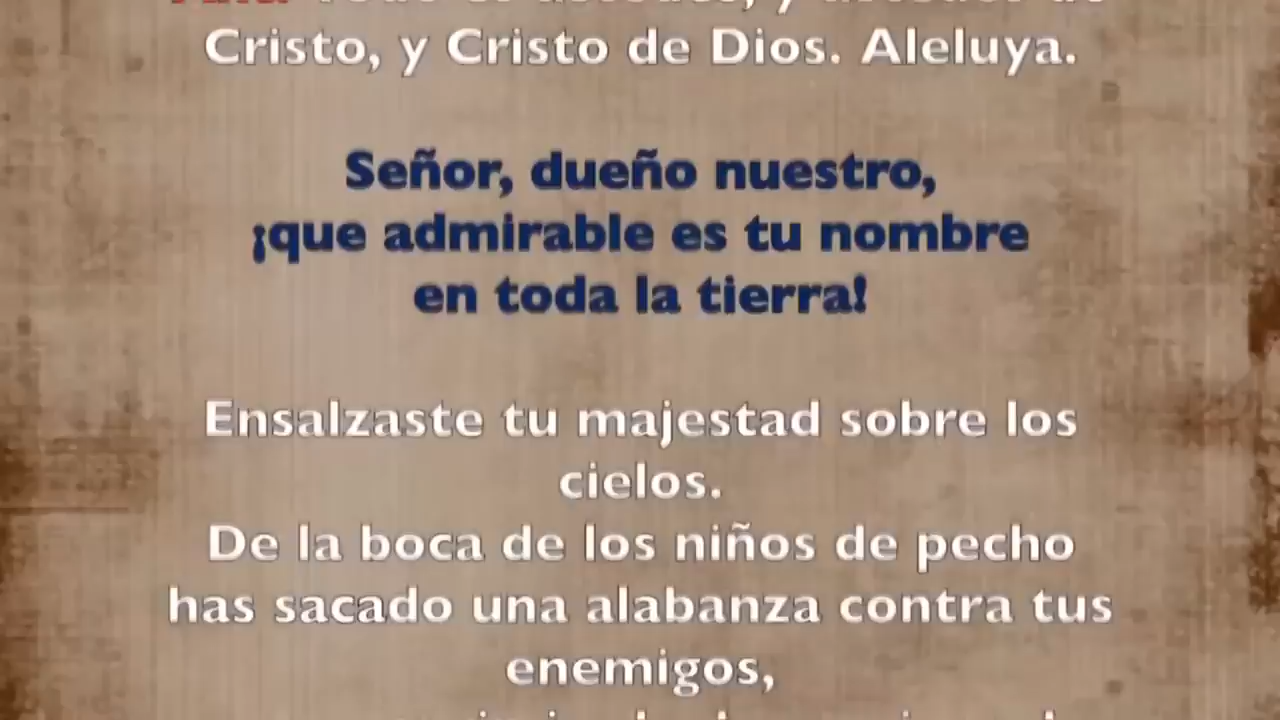 Cristo, y Cristo de Dios. Aleluya.
Señor, dueño nuestro,
¡que admirable es tu nombre
en toda la tierra!
Ensalzaste tu majestad sobre los
cielos.
De la boca de los niños de pecho
has sacado una alabanza contra tus
enemigos,